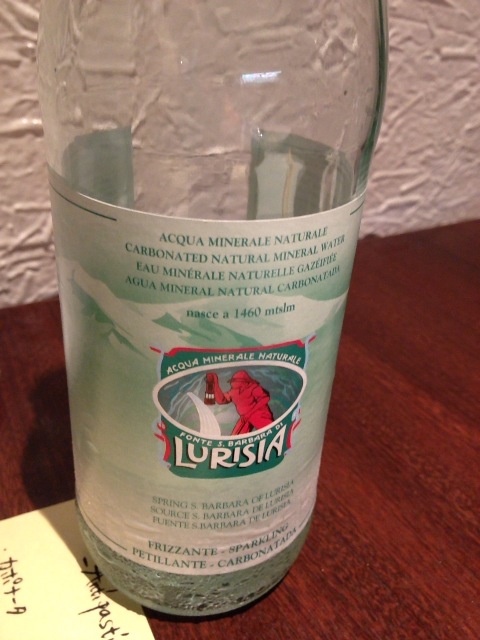 ACQUA MINERALE NATURALE
CARBONATED NATURAL MINERAL WATER
EAU MINÉRALE NATURELLE GAZÉIFIÉE
AGUA MINERAL NATURAL CARBONATADA
nasce a 1460 mtslm
ACQUA MINERALE NATURALE
FONTE S. BARBARA DI
LURISIA
SPRING S. BARBARA OF LURISIA
SOURCE S. BARBARA DE LURISIA
FUENTE S.BARBARA DE LURISIA
FRIZZANTE - SPARKLING
PETILLANTE - CARBONATADA